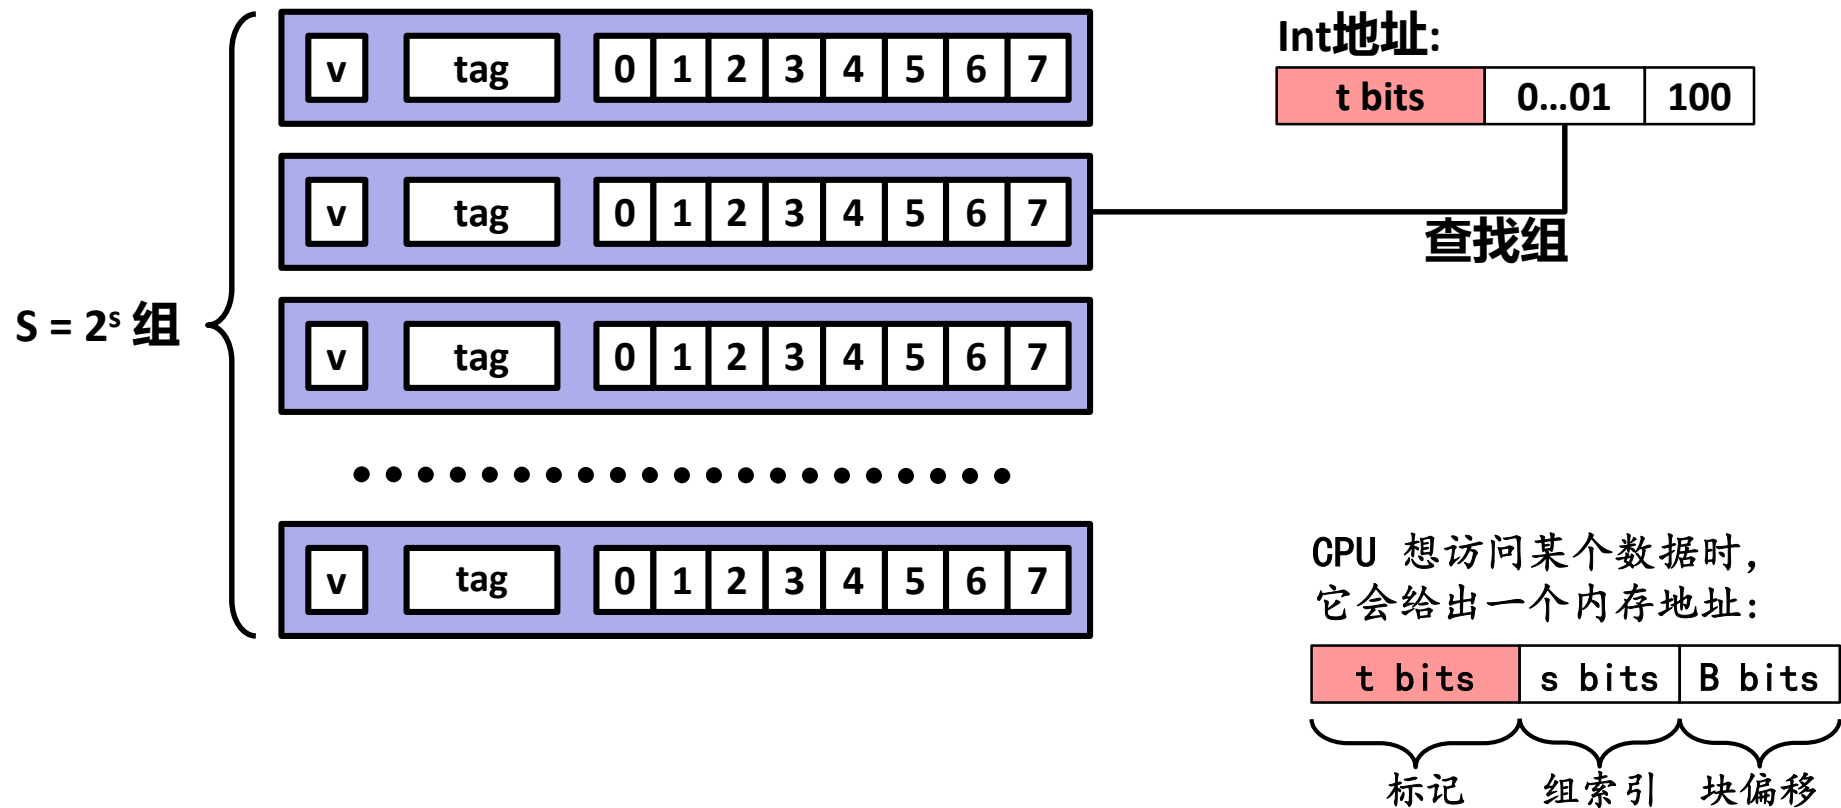 v tag 0 1 2 3 4 5 6 7
Int地址:
t bits 0…01 100
v tag 0 1 2 3 4 5 6 7
查找组
S = 2ˢ 组
v tag 0 1 2 3 4 5 6 7
v tag 0 1 2 3 4 5 6 7
CPU 想访问某个数据时,
它会给出一个内存地址:
t bits s bits B bits
标记 组索引 块偏移